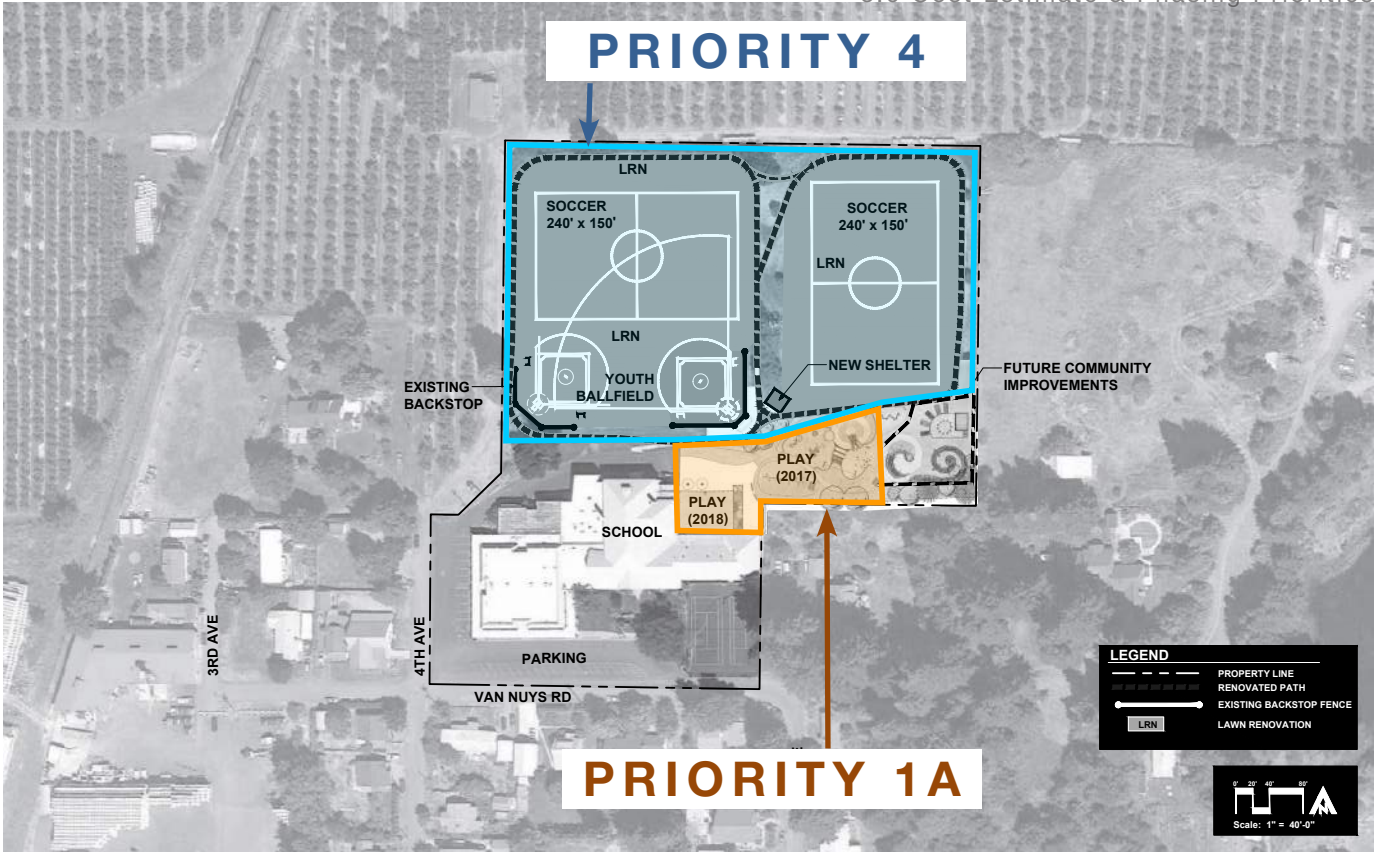 PRIORITY 4
LRN
SOCCER
240' x 150'
SOCCER
240' x 150'
LRN
LRN
NEW SHELTER
YOUTH
BALLFIELD
EXISTING
BACKSTOP
FUTURE COMMUNITY
IMPROVEMENTS
PLAY
(2017)
PLAY
(2018)
SCHOOL
3RD AVE
4TH AVE
PARKING
VAN NUYS RD
PRIORITY 1A
LEGEND
PROPERTY LINE
RENOVATED PATH
EXISTING BACKSTOP FENCE
LRN LAWN RENOVATION
0' 20' 40' 80'
Scale: 1" = 40'-0"